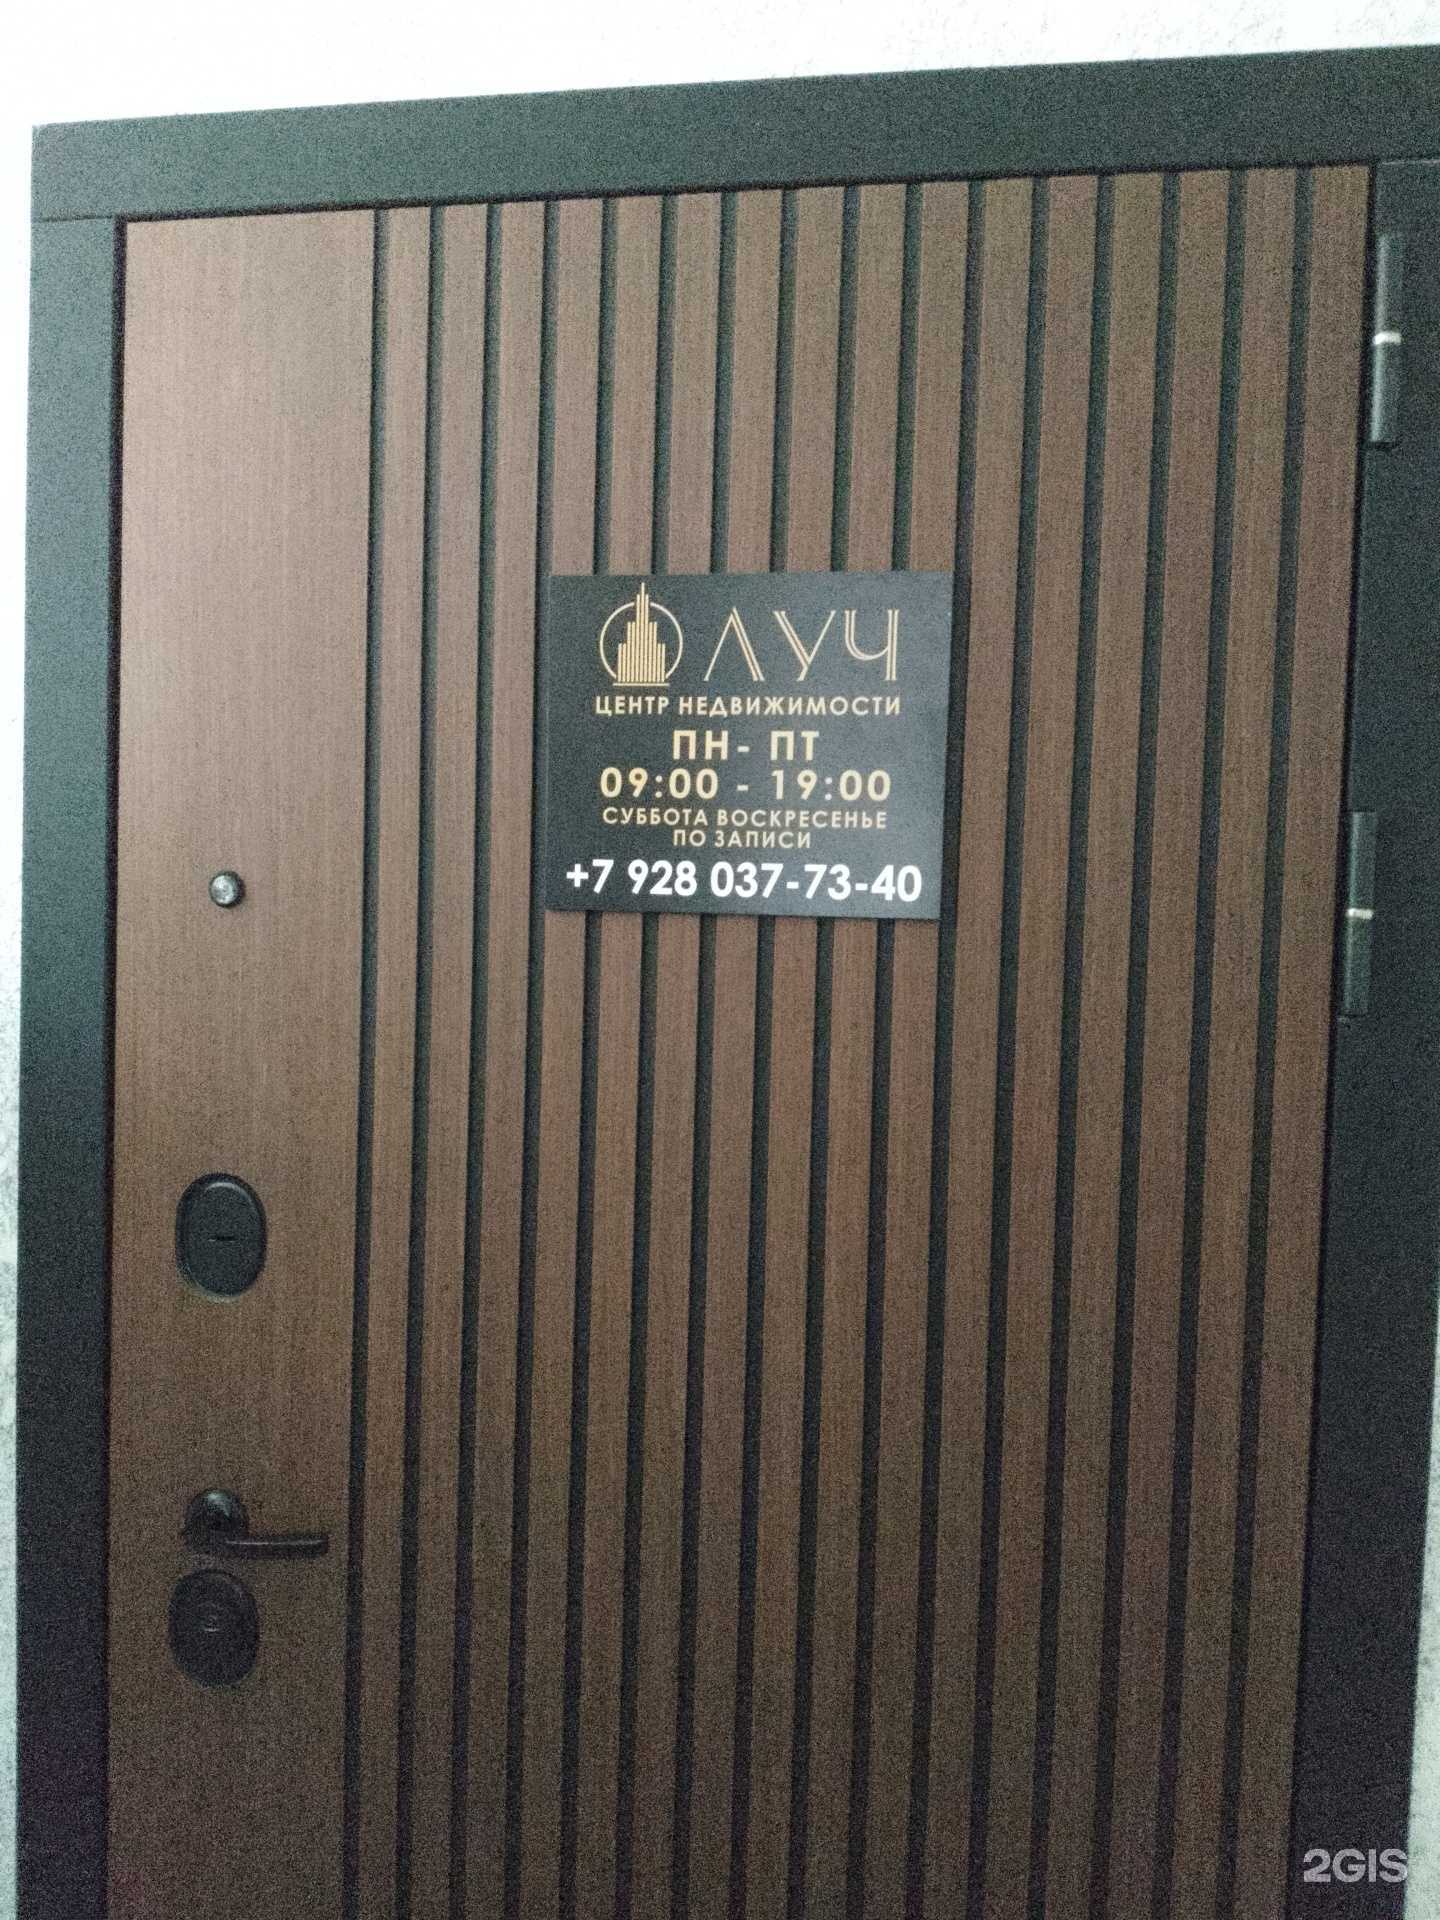 ЛУЧ
ЦЕНТР НЕДВИЖИМОСТИ
ПН- ПТ
09:00 - 19:00
СУББОТА ВОСКРЕСЕНЬЕ
ПО ЗАПИСИ
+7 928 037-73-40
2GIS